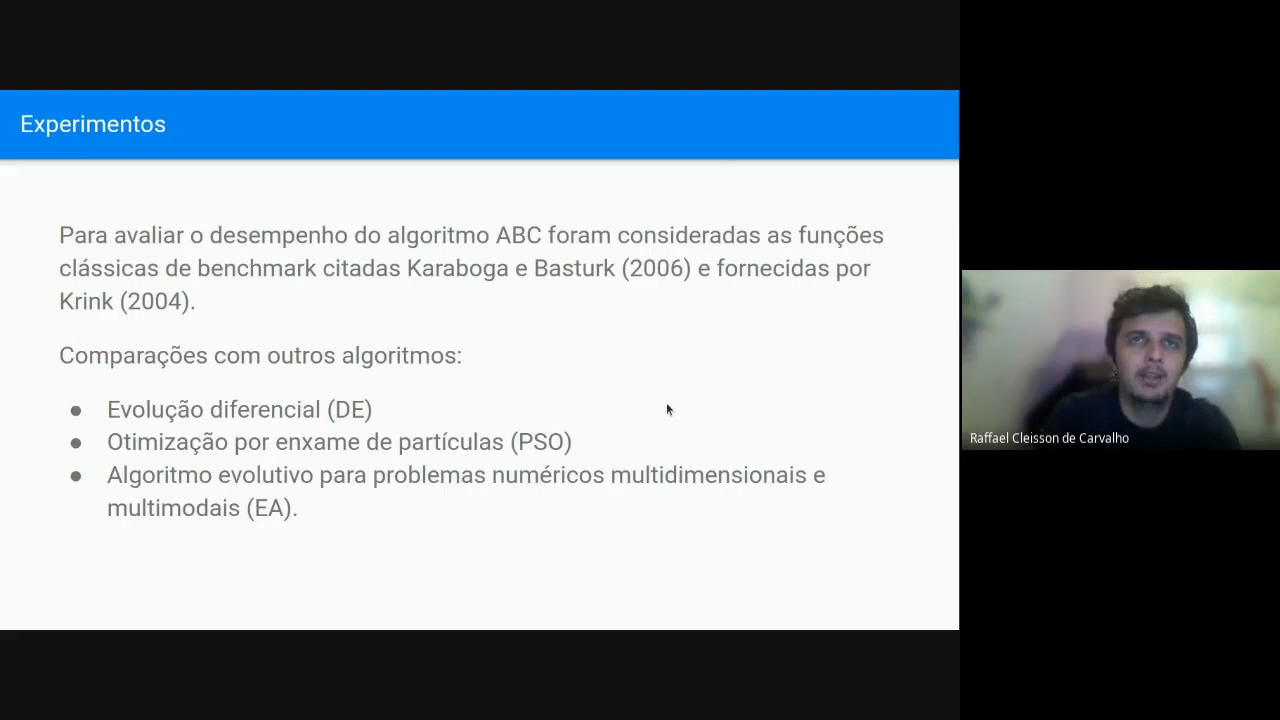 Experimentos
Para avaliar o desempenho do algoritmo ABC foram consideradas as funções
clássicas de benchmark citadas Karaboga e Basturk (2006) e fornecidas por
Krink (2004).
Comparações com outros algoritmos:
● Evolução diferencial (DE)
● Otimização por enxame de partículas (PSO)
● Algoritmo evolutivo para problemas numéricos multidimensionais e
multimodais (EA).
Raffael Cleisson de Carvalho